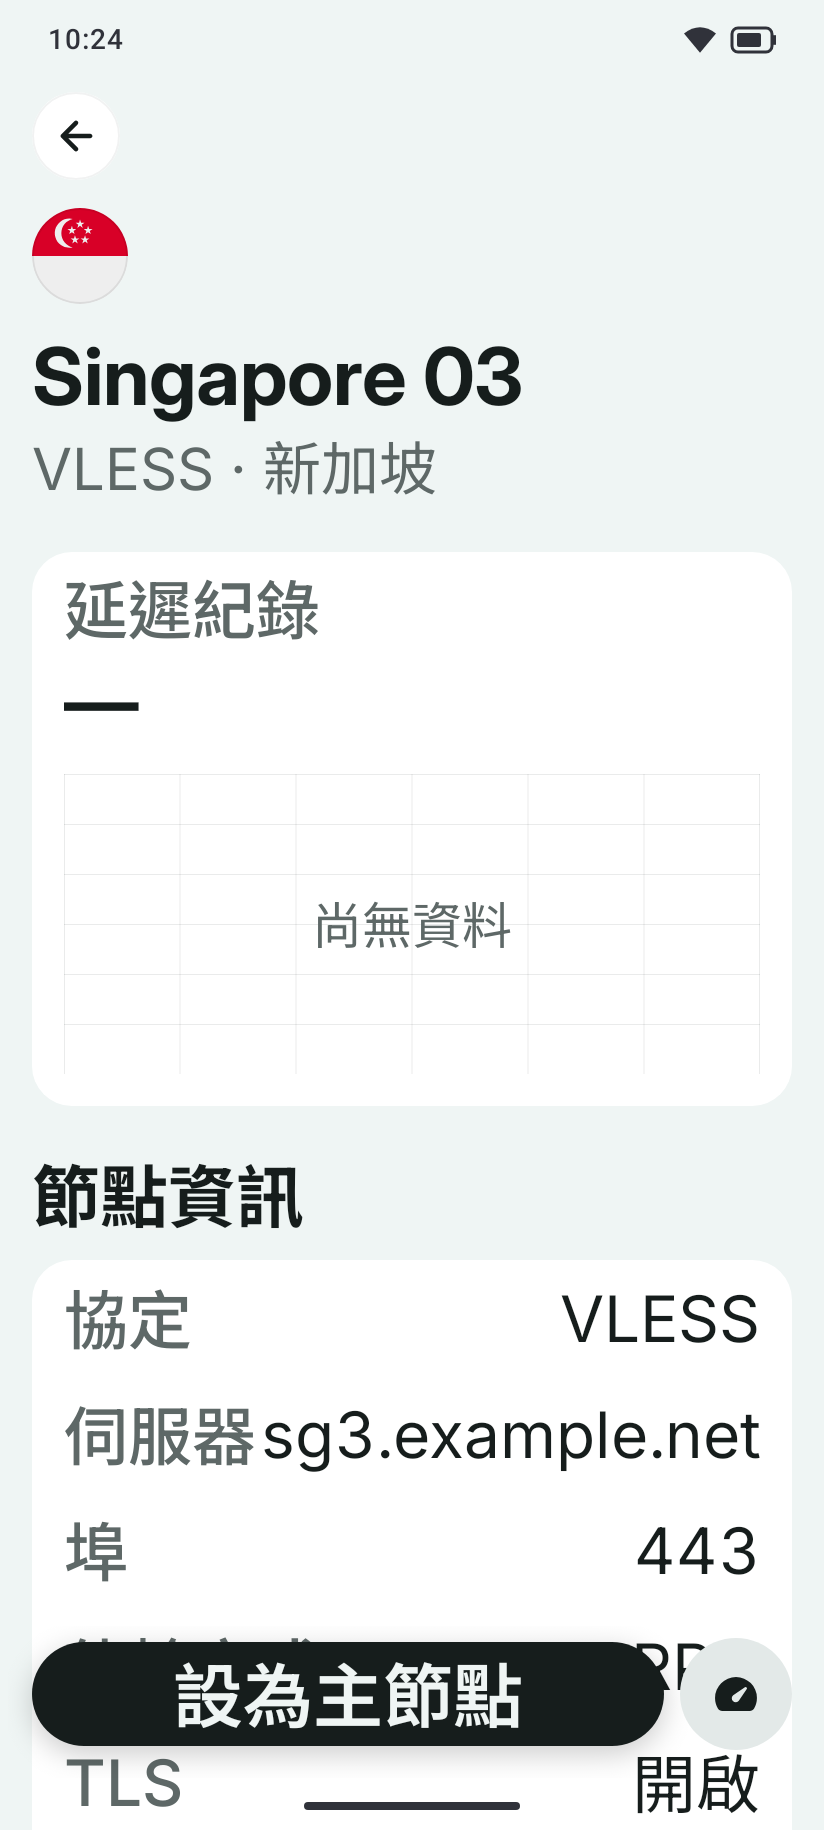 10:24
Singapore 03
VLESS · 新加坡
延遲紀錄
—
尚無資料
節點資訊
協定 VLESS
伺服器 sg3.example.net
埠 443
設為主節點
TLS 開啟